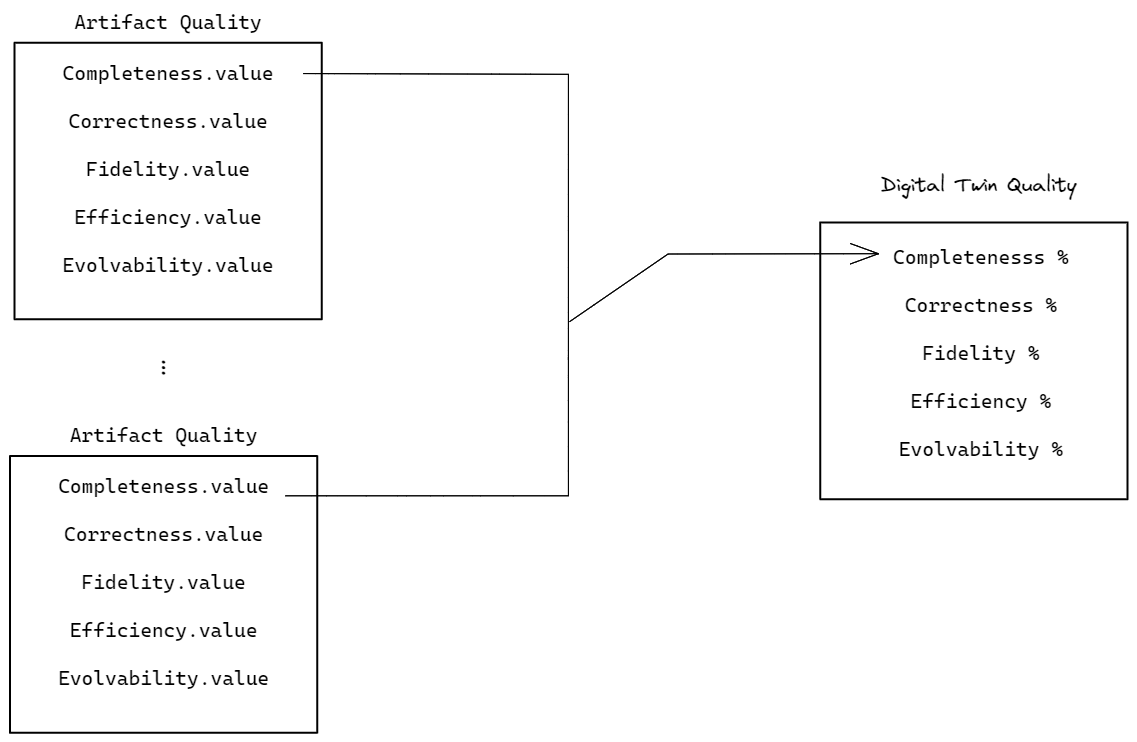 Artifact Quality
Completeness.value
Correctness.value
Fidelity.value
Efficiency.value
Evolvability.value
⋮
Artifact Quality
Completeness.value
Correctness.value
Fidelity.value
Efficiency.value
Evolvability.value
Digital Twin Quality
Completenesss %
Correctness %
Fidelity %
Efficiency %
Evolvability %